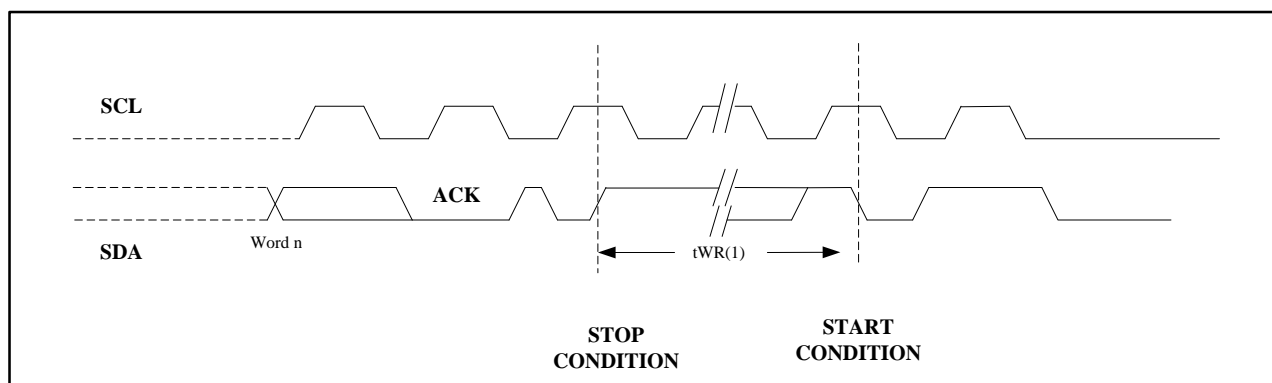 SCL
ACK
Word n
SDA
tWR(1)
STOP
CONDITION
START
CONDITION